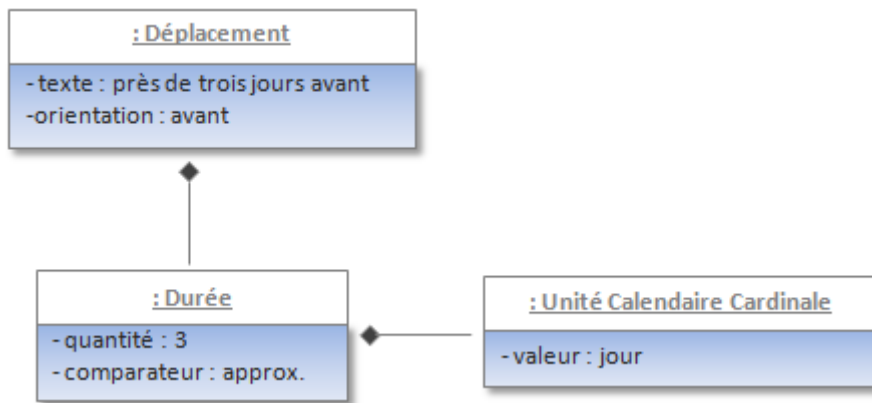 : Déplacement
- texte : près de trois jours avant
-orientation : avant
: Durée
- quantité : 3
- comparateur : approx.
: Unité Calendaire Cardinale
- valeur : jour